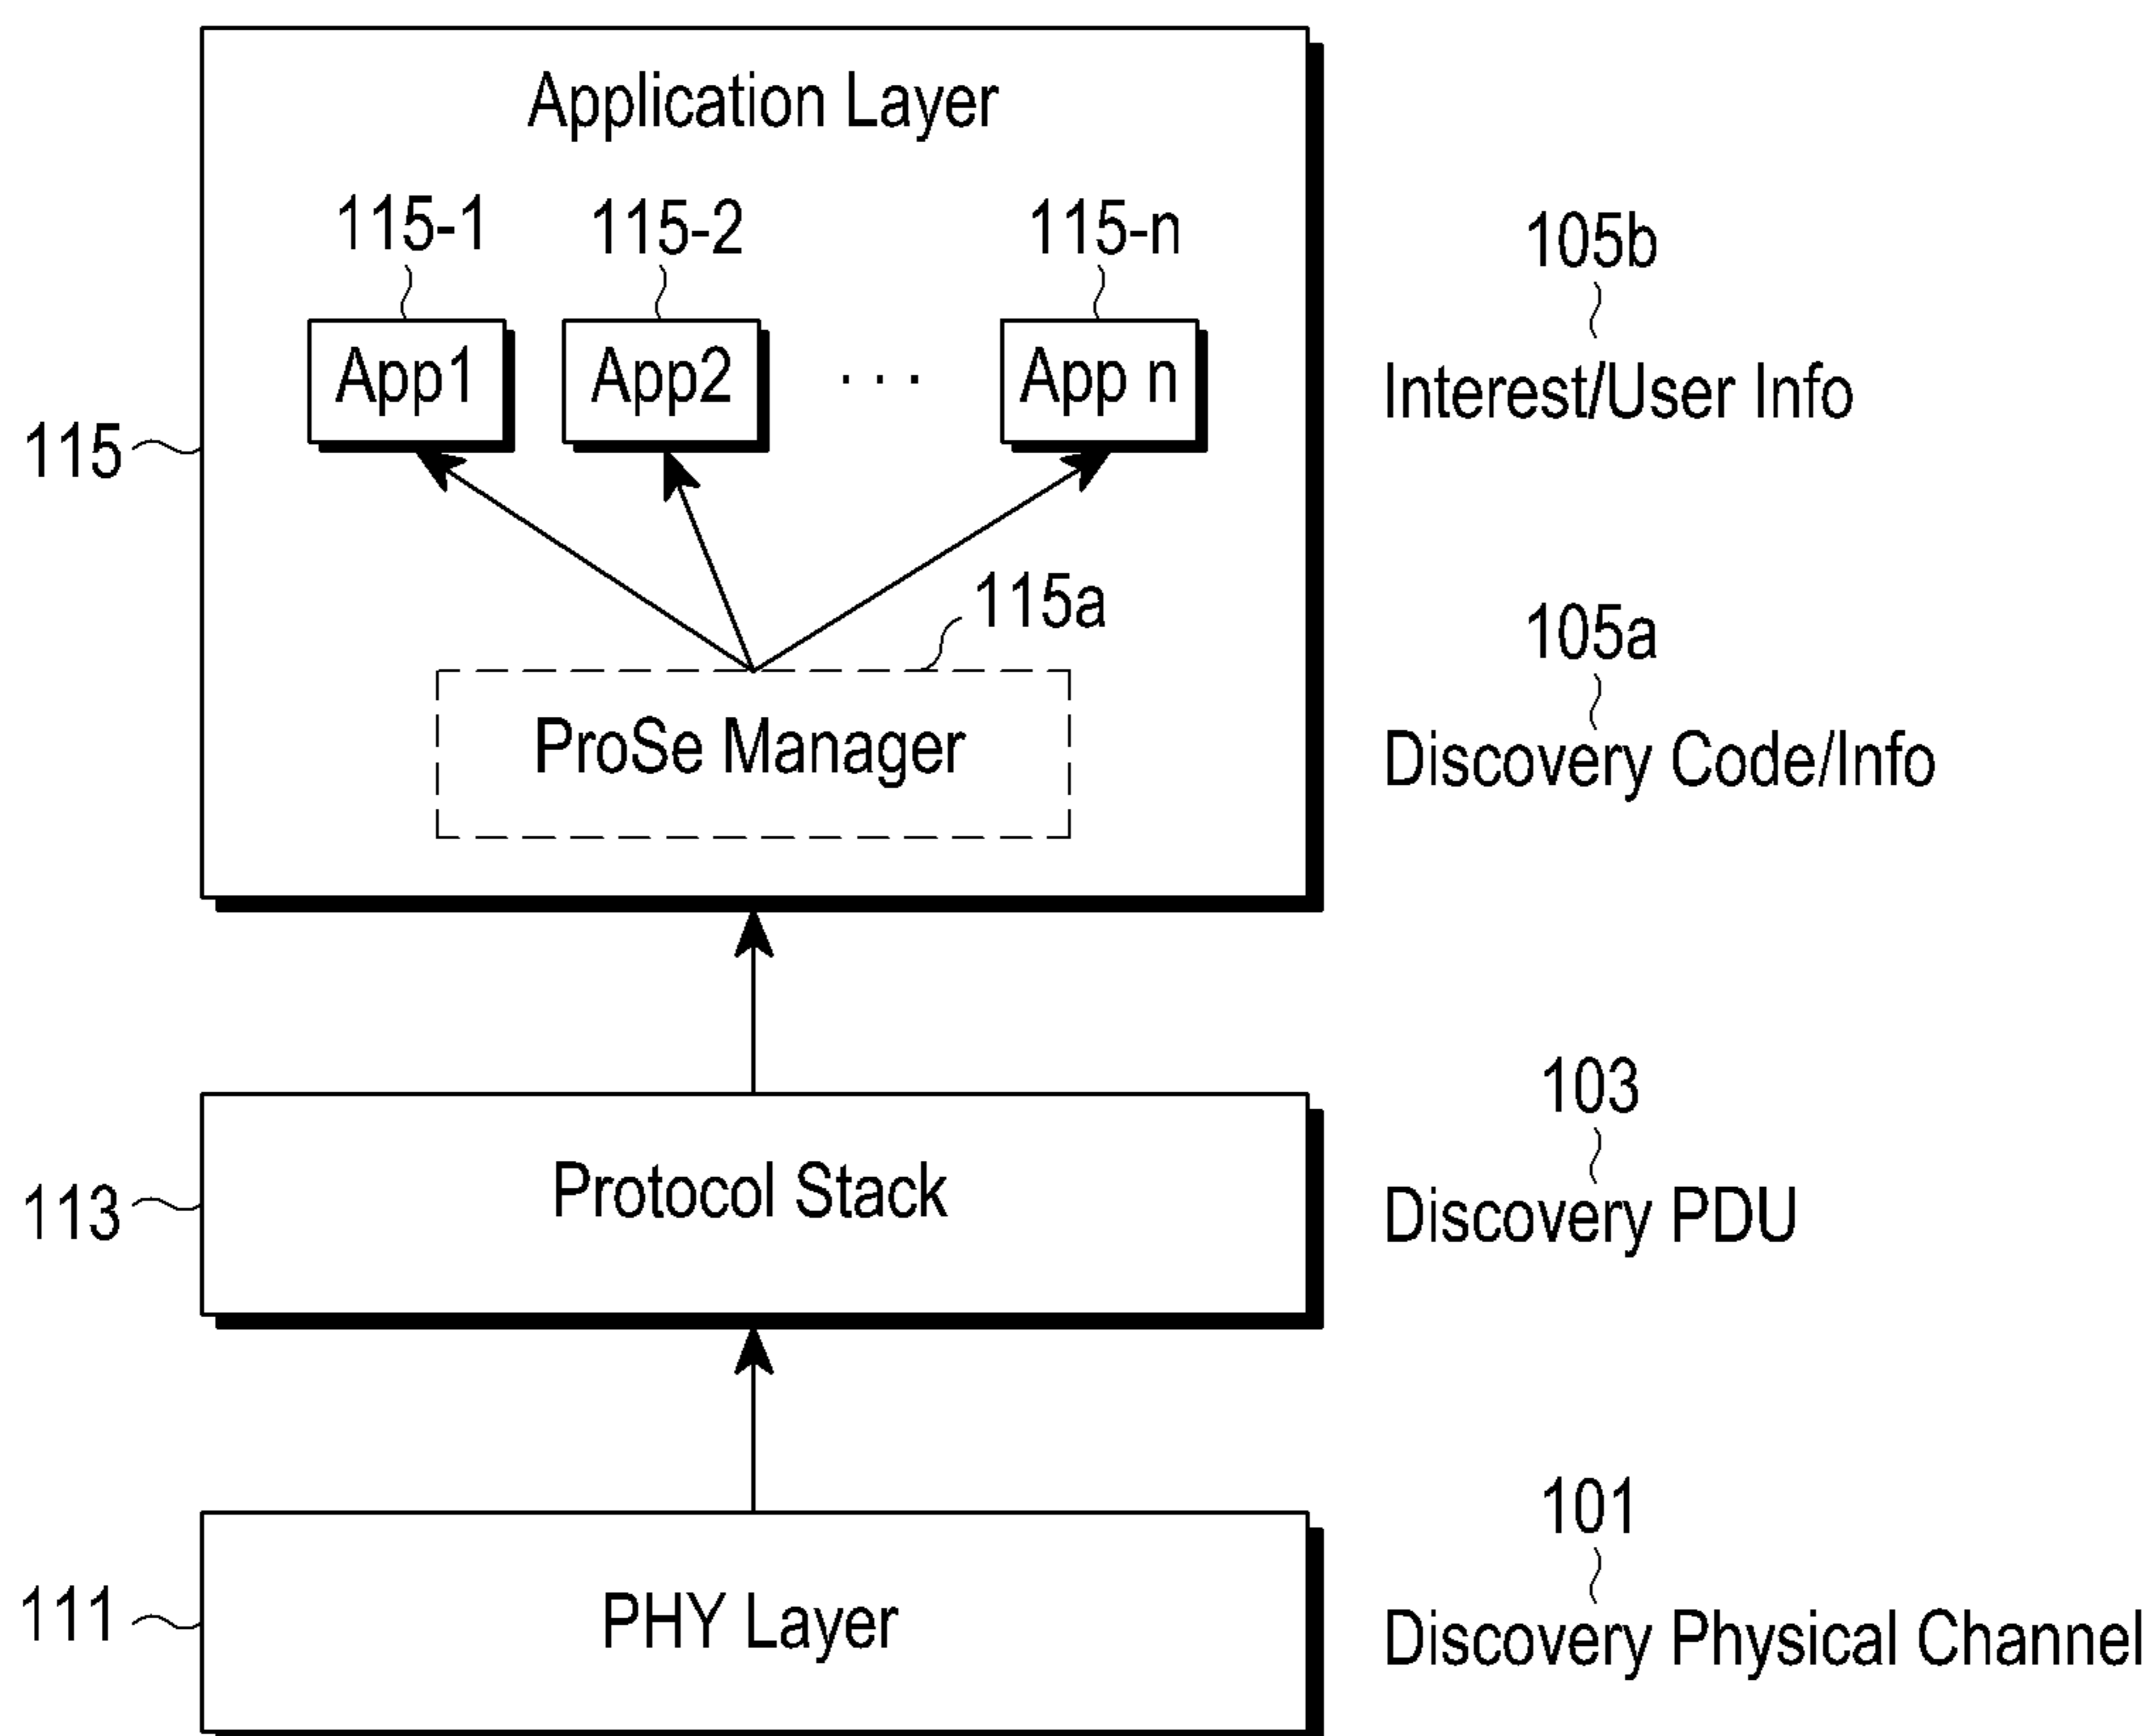 Application Layer
115-1
115-2
115-n
105b
App1
App2
. . .
App n
Interest/User Info
115
115a
105a
ProSe Manager
Discovery Code/Info
103
113
Protocol Stack
Discovery PDU
101
111
PHY Layer
Discovery Physical Channel